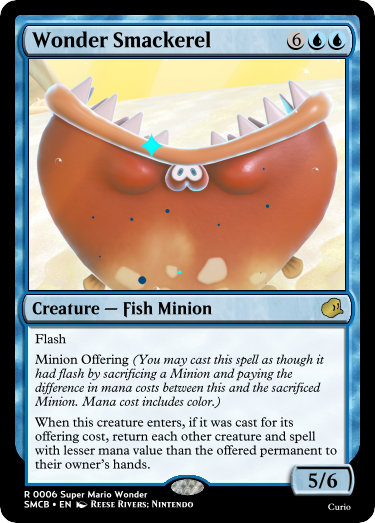 Wonder Smackerel 6
Creature — Fish Minion
Flash
Minion Offering (You may cast this spell as though it
had flash by sacrificing a Minion and paying the
difference in mana costs between this and the sacrificed
Minion. Mana cost includes color.)
When this creature enters, if it was cast for its
offering cost, return each other creature and spell
with lesser mana value than the offered permanent to
their owner's hands.
5/6
R 0006 Super Mario Wonder
SMCB • EN Reese Rivers; Nintendo
Curio